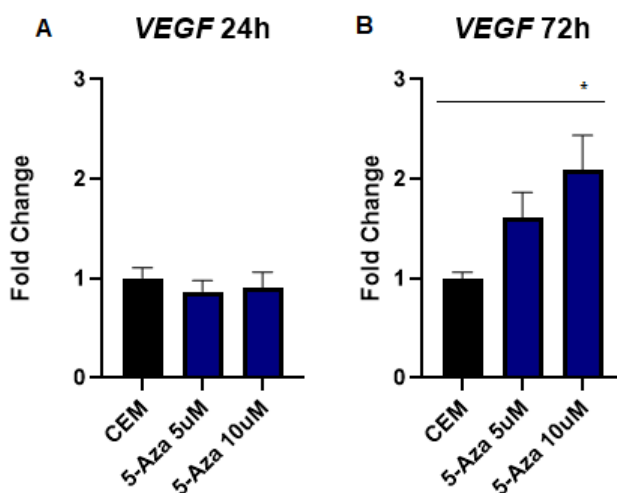 A
VEGF 24h
Fold Change
3
2
1
0
CEM
5-Aza 5uM
5-Aza 10uM
B
VEGF 72h
Fold Change
3
2
1
0
*
CEM
5-Aza 5uM
5-Aza 10uM